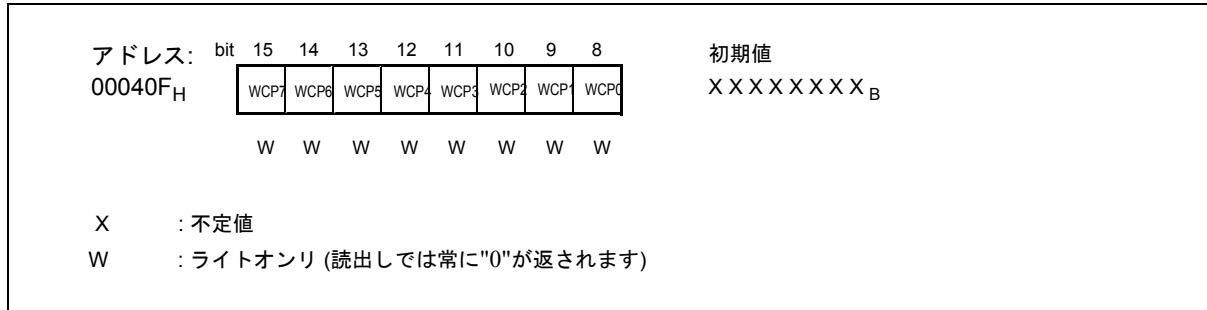 アドレス: bit 15 14 13 12 11 10 9 8 初期値
00040FH WCP7 WCP6 WCP5 WCP4 WCP3 WCP2 WCP1 WCP0 XXXXXXXXB
W W W W W W W W
X : 不定値
W : ライトオンリ (読出しでは常に"0"が返されます)